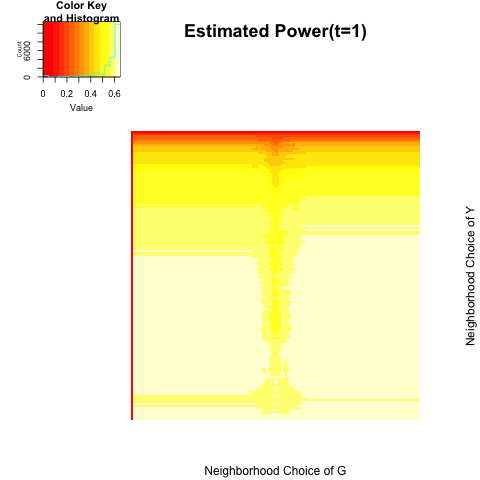 Color Key
and Histogram
Estimated Power(t=1)
Count
0 6000
0 0.2 0.4 0.6
Value
Neighborhood Choice of Y
Neighborhood Choice of G